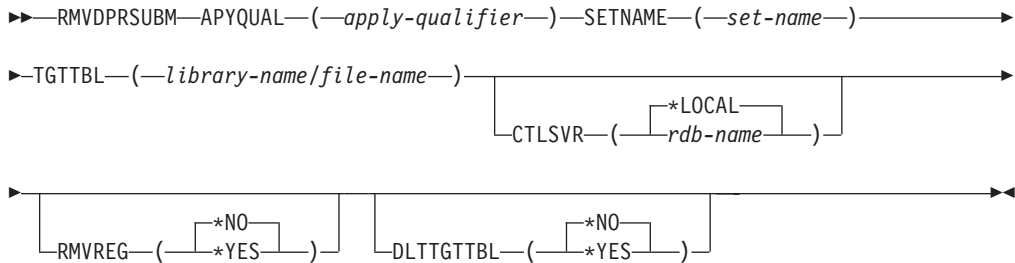 RMVDPRSUBM APYQUAL ( apply-qualifier ) SETNAME ( set-name )
TGTTBL ( library-name/file-name )
*LOCAL
CTLSVR ( rdb-name )
*NO
*NO
RMVREG ( *YES )
DLTTGTTBL ( *YES )